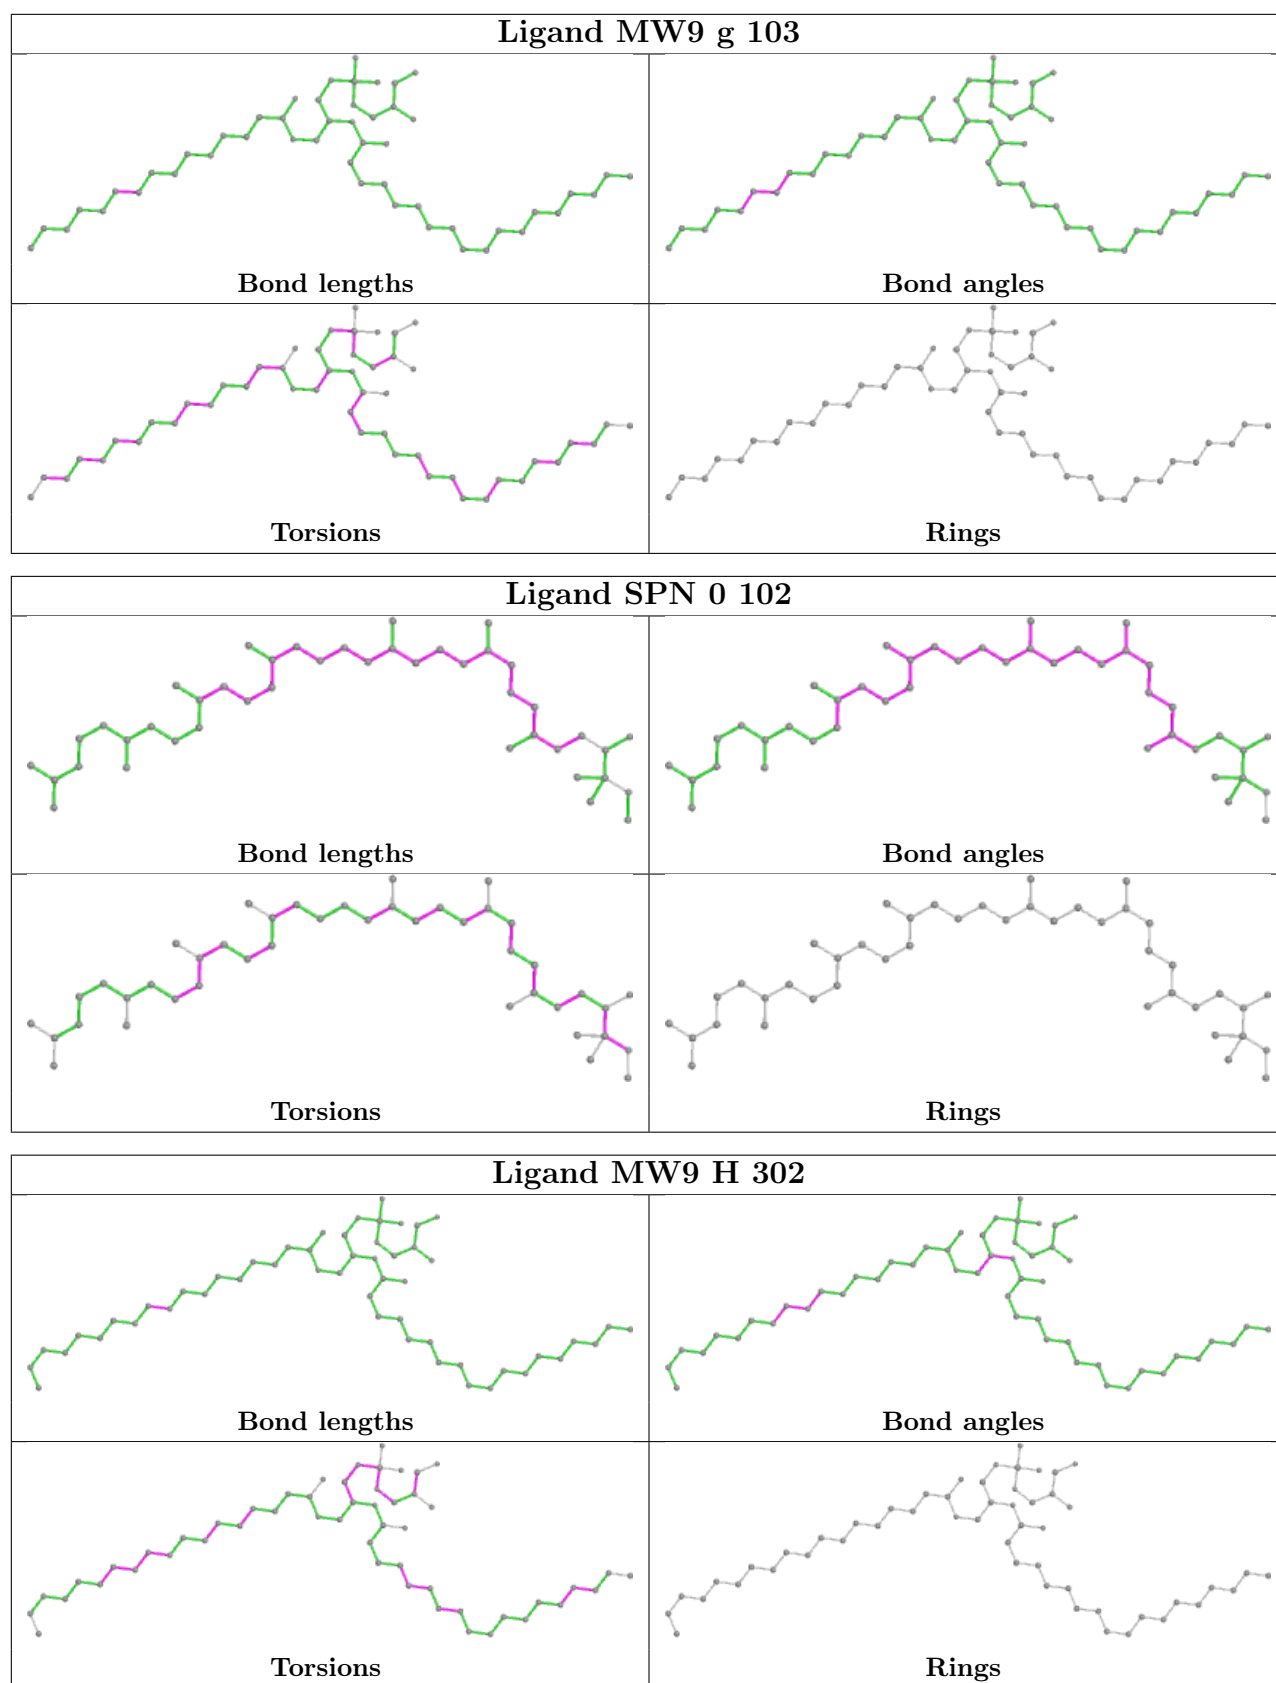 Ligand MW9 g 103
Bond lengths
Bond angles
Torsions
Rings
Ligand SPN 0 102
Bond lengths
Bond angles
Torsions
Rings
Ligand MW9 H 302
Bond lengths
Bond angles
Torsions
Rings